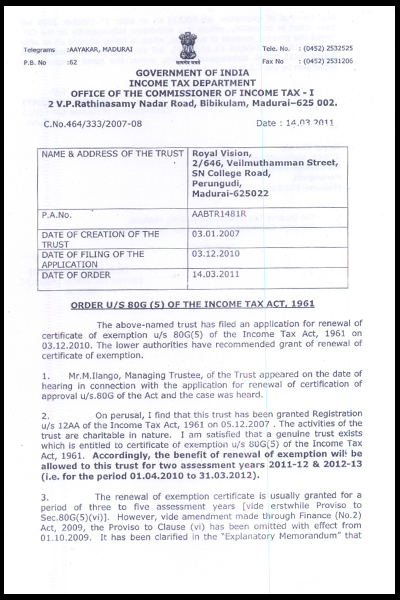 Telegrams :AAYAKAR, MADURAI Tele. No. : (0452) 2532525
P.B. No :62 Fax No : (0452) 2531206
GOVERNMENT OF INDIA
INCOME TAX DEPARTMENT
OFFICE OF THE COMMISSIONER OF INCOME TAX - I
2 V.P.Rathinasamy Nadar Road, Bibikulam, Madurai-625 002.
C.No.464/333/2007-08 Date : 14.03.2011
NAME & ADDRESS OF THE TRUST Royal Vision,
2/646, Veilmuthamman Street,
SN College Road,
Perungudi,
Madurai-625022
P.A.No. AABTR1481R
DATE OF CREATION OF THE TRUST 03.01.2007
DATE OF FILING OF THE APPLICATION 03.12.2010
DATE OF ORDER 14.03.2011
ORDER U/S 80G (5) OF THE INCOME TAX ACT, 1961
The above-named trust has filed an application for renewal of
certificate of exemption u/s 80G(5) of the Income Tax Act, 1961 on
03.12.2010. The lower authorities have recommended grant of renewal of
certificate of exemption.
1. Mr.M.Ilango, Managing Trustee, of the Trust appeared on the date of
hearing in connection with the application for renewal of certification of
approval u/s.80G of the Act and the case was heard.
2. On perusal, I find that this trust has been granted Registration
u/s 12AA of the Income Tax Act, 1961 on 05.12.2007 . The activities of the
trust are charitable in nature. I am satisfied that a genuine trust exists
which is entitled to certificate of exemption u/s 80G(5) of the Income Tax
Act, 1961. Accordingly, the benefit of renewal of exemption will be
allowed to this trust for two assessment years 2011-12 & 2012-13
(i.e. for the period 01.04.2010 to 31.03.2012).
3. The renewal of exemption certificate is usually granted for a
period of three to five assessment years [vide erstwhile Proviso to
Sec.80G(5)(vi)]. However, vide amendment made through Finance (No.2)
Act, 2009, the Proviso to Clause (vi) has been omitted with effect from
01.10.2009. It has been clarified in the "Explanatory Memorandum" that